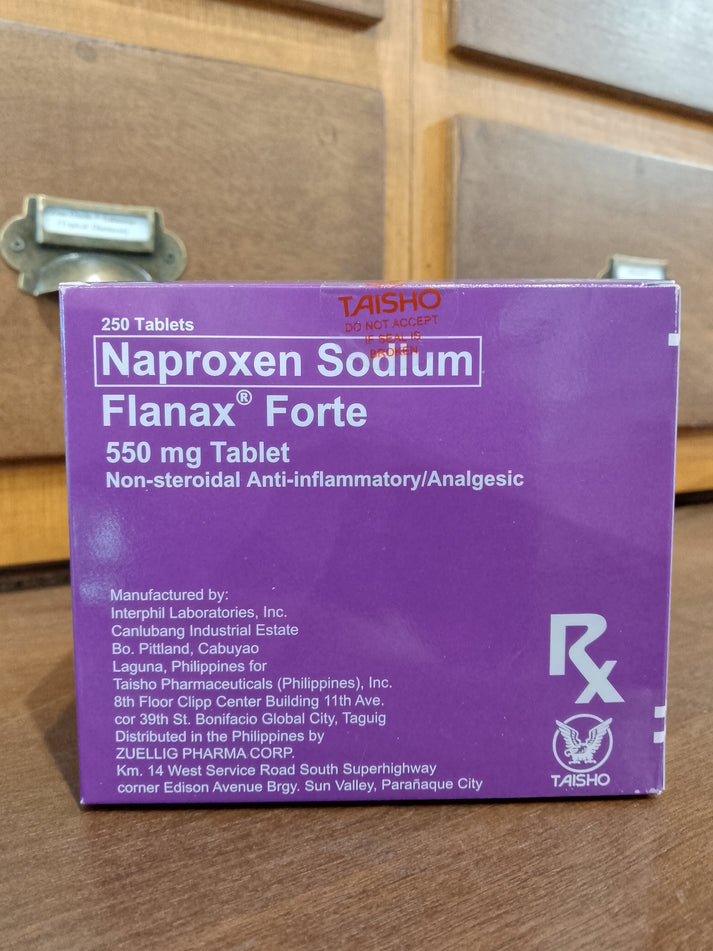 TAISHO
DO NOT ACCEPT
IF SEAL IS
BROKEN
250 Tablets
Naproxen Sodium
Flanax® Forte
550 mg Tablet
Non-steroidal Anti-inflammatory/Analgesic
Manufactured by:
Interphil Laboratories, Inc.
Canlubang Industrial Estate
Bo. Pittland, Cabuyao
Laguna, Philippines for
Taisho Pharmaceuticals (Philippines), Inc.
8th Floor Clipp Center Building 11th Ave.
cor 39th St. Bonifacio Global City, Taguig
Distributed in the Philippines by
ZUELLIG PHARMA CORP.
Km. 14 West Service Road South Superhighway
corner Edison Avenue Brgy. Sun Valley, Parañaque City
Rx
TAISHO